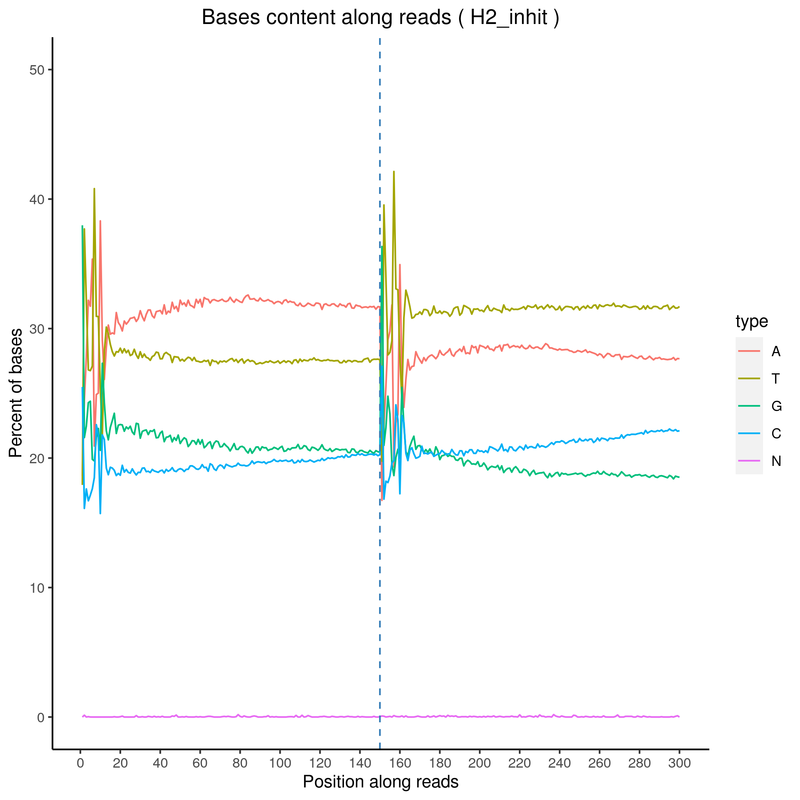 Bases content along reads ( H2_inhit )
Percent of bases
50
40
30
20
10
0
0 20 40 60 80 100 120 140 160 180 200 220 240 260 280 300
Position along reads
type
A
T
G
C
N